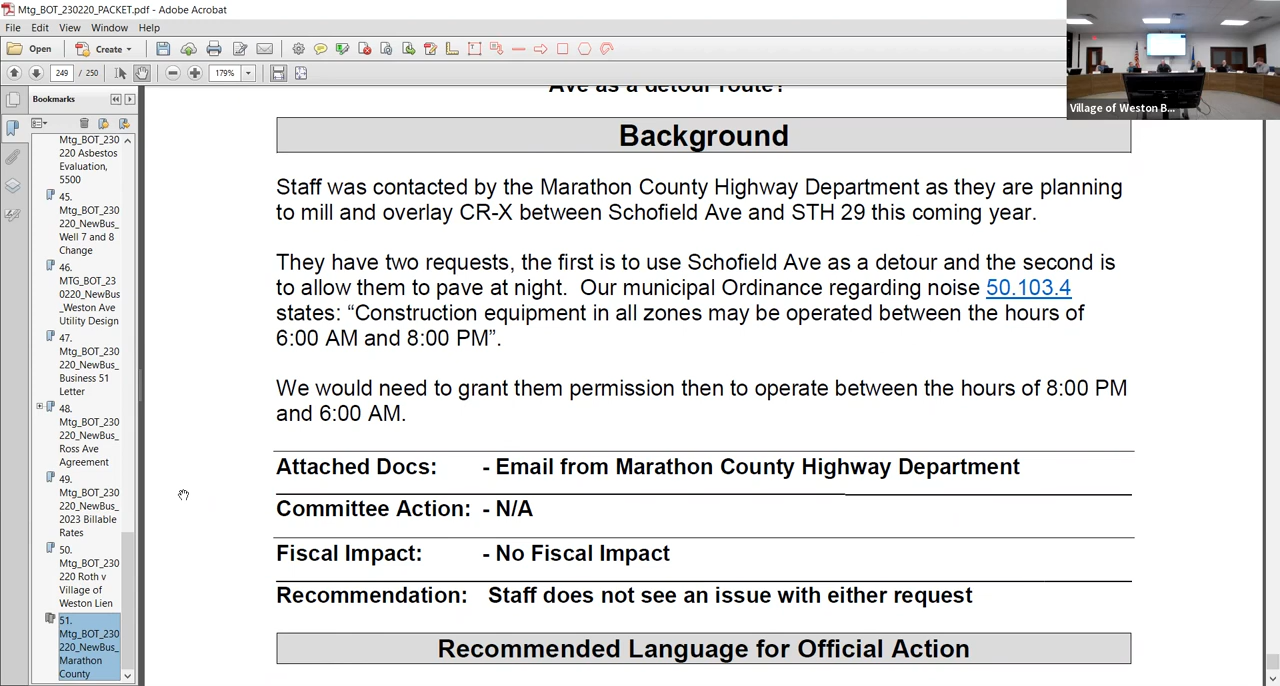 Mtg_BOT_230220_PACKET.pdf - Adobe Acrobat
File Edit View Window Help
Open Create
249 / 250 179%
Bookmarks
Mtg_BOT_230
220 Asbestos
Evaluation,
5500
45.
Mtg_BOT_230
220_NewBus_
Well 7 and 8
Change
46.
MTG_BOT_23
0220_NewBus
_Weston Ave
Utility Design
47.
Mtg_BOT_230
220_NewBus_
Business 51
Letter
48.
Mtg_BOT_230
220_NewBus_
Ross Ave
Agreement
49.
Mtg_BOT_230
220_NewBus_
2023 Billable
Rates
50.
Mtg_BOT_230
220 Roth v
Village of
Weston Lien
51.
Mtg_BOT_230
220_NewBus_
Marathon
County
Ave as a detour route?
Background
Staff was contacted by the Marathon County Highway Department as they are planning
to mill and overlay CR-X between Schofield Ave and STH 29 this coming year.
They have two requests, the first is to use Schofield Ave as a detour and the second is
to allow them to pave at night. Our municipal Ordinance regarding noise 50.103.4
states: “Construction equipment in all zones may be operated between the hours of
6:00 AM and 8:00 PM”.
We would need to grant them permission then to operate between the hours of 8:00 PM
and 6:00 AM.
Attached Docs: - Email from Marathon County Highway Department
Committee Action: - N/A
Fiscal Impact: - No Fiscal Impact
Recommendation: Staff does not see an issue with either request
Recommended Language for Official Action
Village of Weston B...